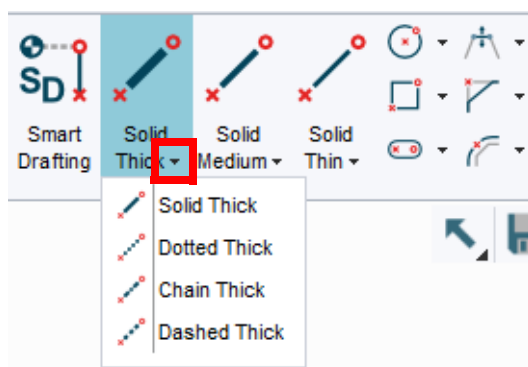 SD
Smart
Drafting
Solid
Thick
Solid
Medium
Solid
Thin
Solid Thick
Dotted Thick
Chain Thick
Dashed Thick